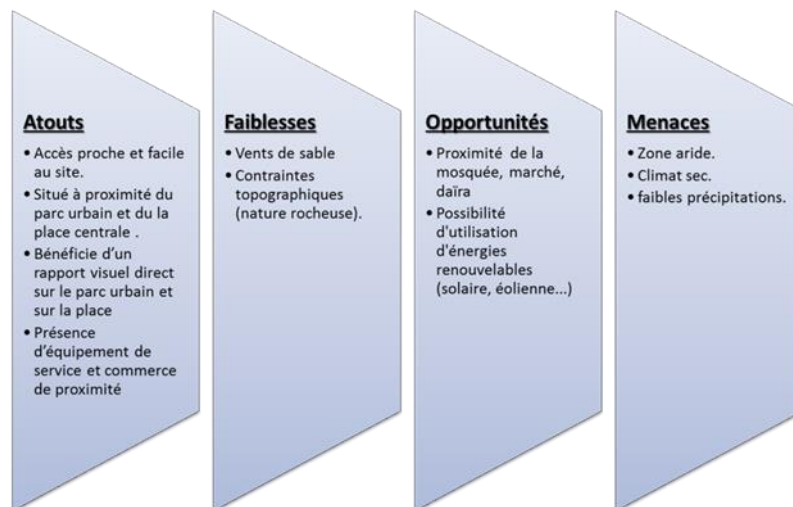 Atouts
• Accès proche et facile
au site.
• Situé à proximité du
parc urbain et du la
place centrale .
• Bénéficie d’un
rapport visuel direct
sur le parc urbain et
sur la place
• Présence
d’équipement de
service et commerce
de proximité
Faiblesses
• Vents de sable
• Contraintes
topographiques
(nature rocheuse).
Opportunités
• Proximité de la
mosquée, marché,
daïra
• Possibilité
d'utilisation
d'énergies
renouvelables
(solaire, éolienne...)
Menaces
• Zone aride.
• Climat sec.
• faibles précipitations.